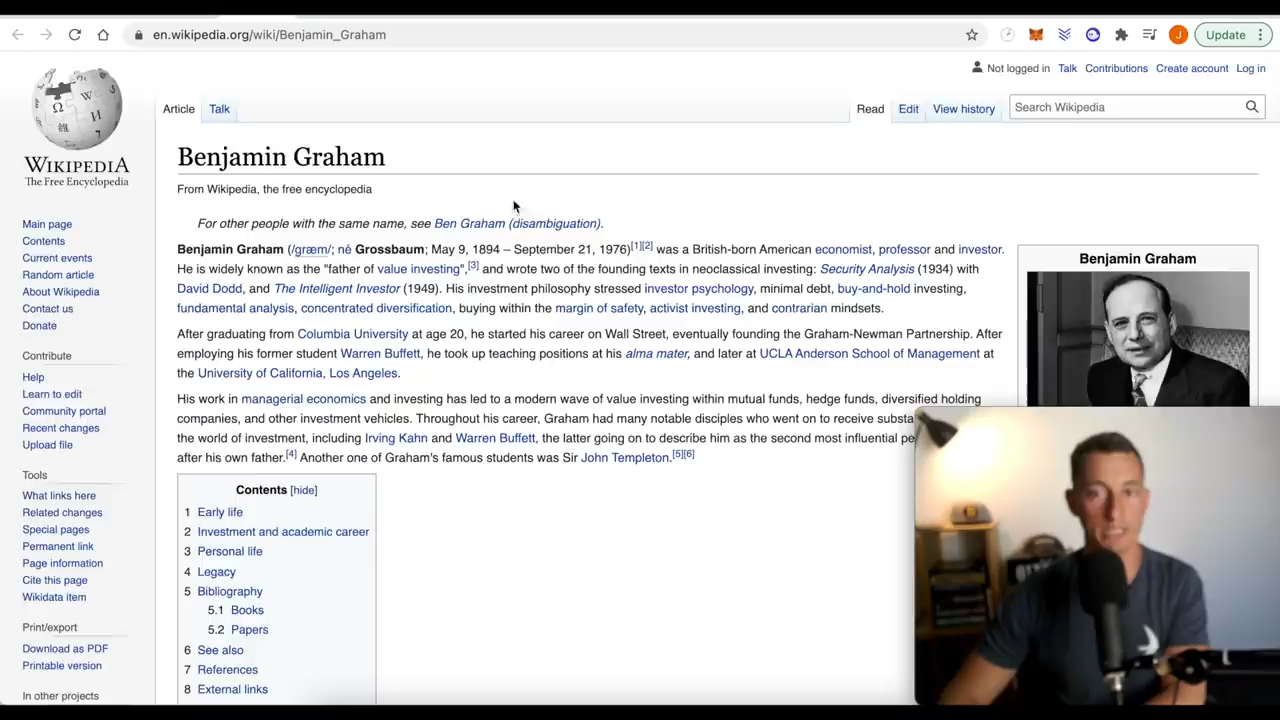 en.wikipedia.org/wiki/Benjamin_Graham
J
Update
Not logged in Talk Contributions Create account Log in
Article Talk Read Edit View history Search Wikipedia
WIKIPEDIA
The Free Encyclopedia
Main page
Contents
Current events
Random article
About Wikipedia
Contact us
Donate
Contribute
Help
Learn to edit
Community portal
Recent changes
Upload file
Tools
What links here
Related changes
Special pages
Permanent link
Page information
Cite this page
Wikidata item
Print/export
Download as PDF
Printable version
In other projects
Benjamin Graham
From Wikipedia, the free encyclopedia
For other people with the same name, see Ben Graham (disambiguation).
Benjamin Graham (/ɡræm/; né Grossbaum; May 9, 1894 – September 21, 1976)[1][2] was a British-born American economist, professor and investor.
He is widely known as the "father of value investing",[3] and wrote two of the founding texts in neoclassical investing: Security Analysis (1934) with
David Dodd, and The Intelligent Investor (1949). His investment philosophy stressed investor psychology, minimal debt, buy-and-hold investing,
fundamental analysis, concentrated diversification, buying within the margin of safety, activist investing, and contrarian mindsets.
After graduating from Columbia University at age 20, he started his career on Wall Street, eventually founding the Graham-Newman Partnership. After
employing his former student Warren Buffett, he took up teaching positions at his alma mater, and later at UCLA Anderson School of Management at
the University of California, Los Angeles.
His work in managerial economics and investing has led to a modern wave of value investing within mutual funds, hedge funds, diversified holding
companies, and other investment vehicles. Throughout his career, Graham had many notable disciples who went on to receive substa
the world of investment, including Irving Kahn and Warren Buffett, the latter going on to describe him as the second most influential pe
after his own father.[4] Another one of Graham's famous students was Sir John Templeton.[5][6]
Contents [hide]
1 Early life
2 Investment and academic career
3 Personal life
4 Legacy
5 Bibliography
5.1 Books
5.2 Papers
6 See also
7 References
8 External links
Benjamin Graham